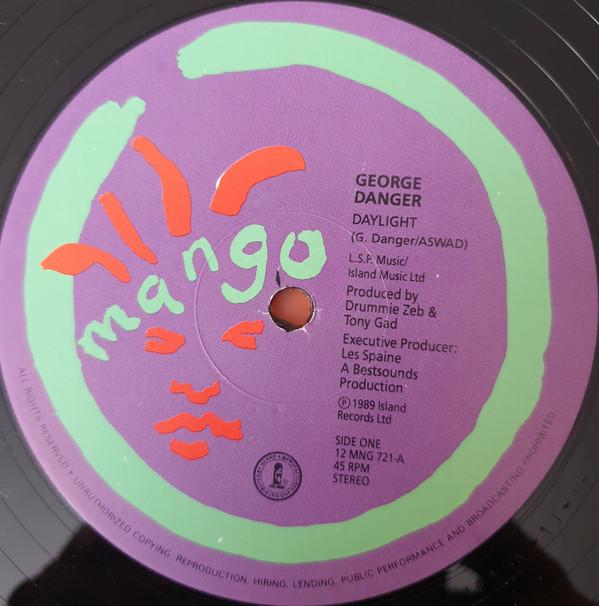 mango
GEORGE
DANGER
DAYLIGHT
(G. Danger/ASWAD)
L.S.P. Music/
Island Music Ltd
Produced by
Drummie Zeb &
Tony Gad
Executive Producer:
Les Spaine
A Bestsounds
Production
Ⓟ 1989 Island
Records Ltd
SIDE ONE
12 MNG 721-A
45 RPM
STEREO
ALL RIGHTS RESERVED • UNAUTHORIZED COPYING, REPRODUCTION, HIRING, LENDING, PUBLIC PERFORMANCE AND BROADCASTING PROHIBITED